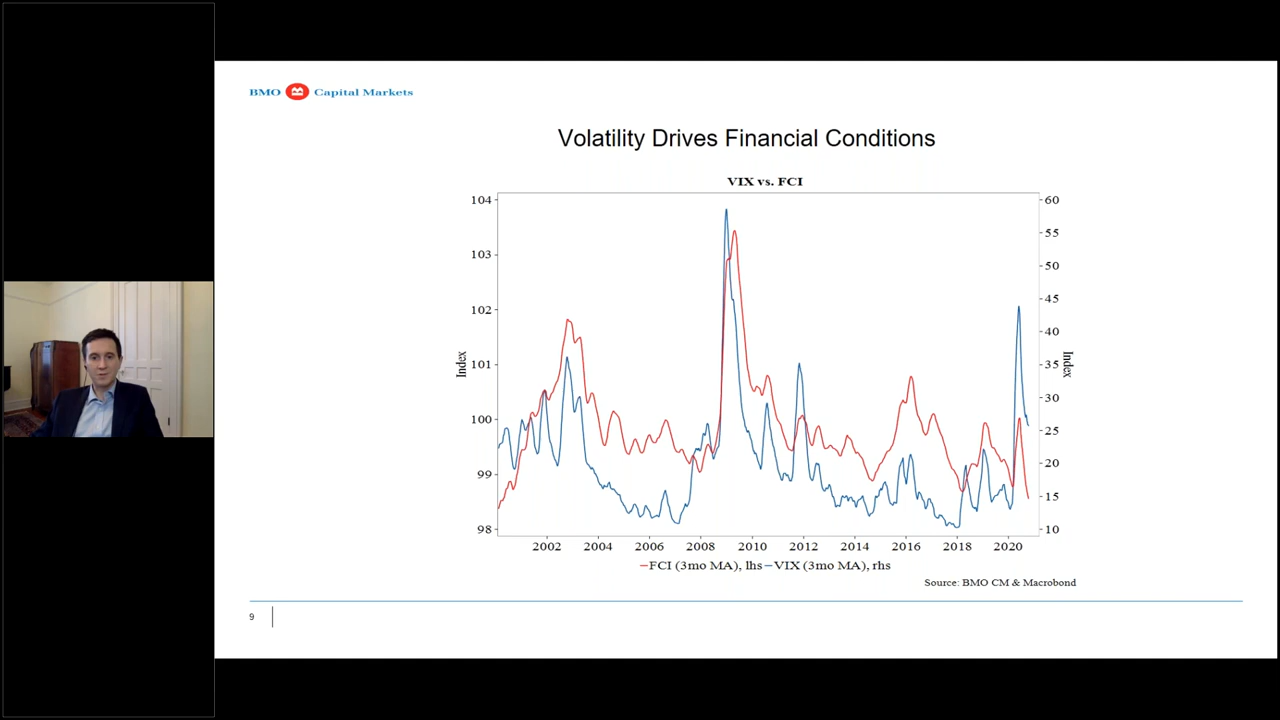 BMO Capital Markets
Volatility Drives Financial Conditions
VIX vs. FCI
104
103
102
101
100
99
98
Index
60
55
50
45
40
35
30
25
20
15
10
Index
2002 2004 2006 2008 2010 2012 2014 2016 2018 2020
FCI (3mo MA), lhs VIX (3mo MA), rhs
Source: BMO CM & Macrobond
9